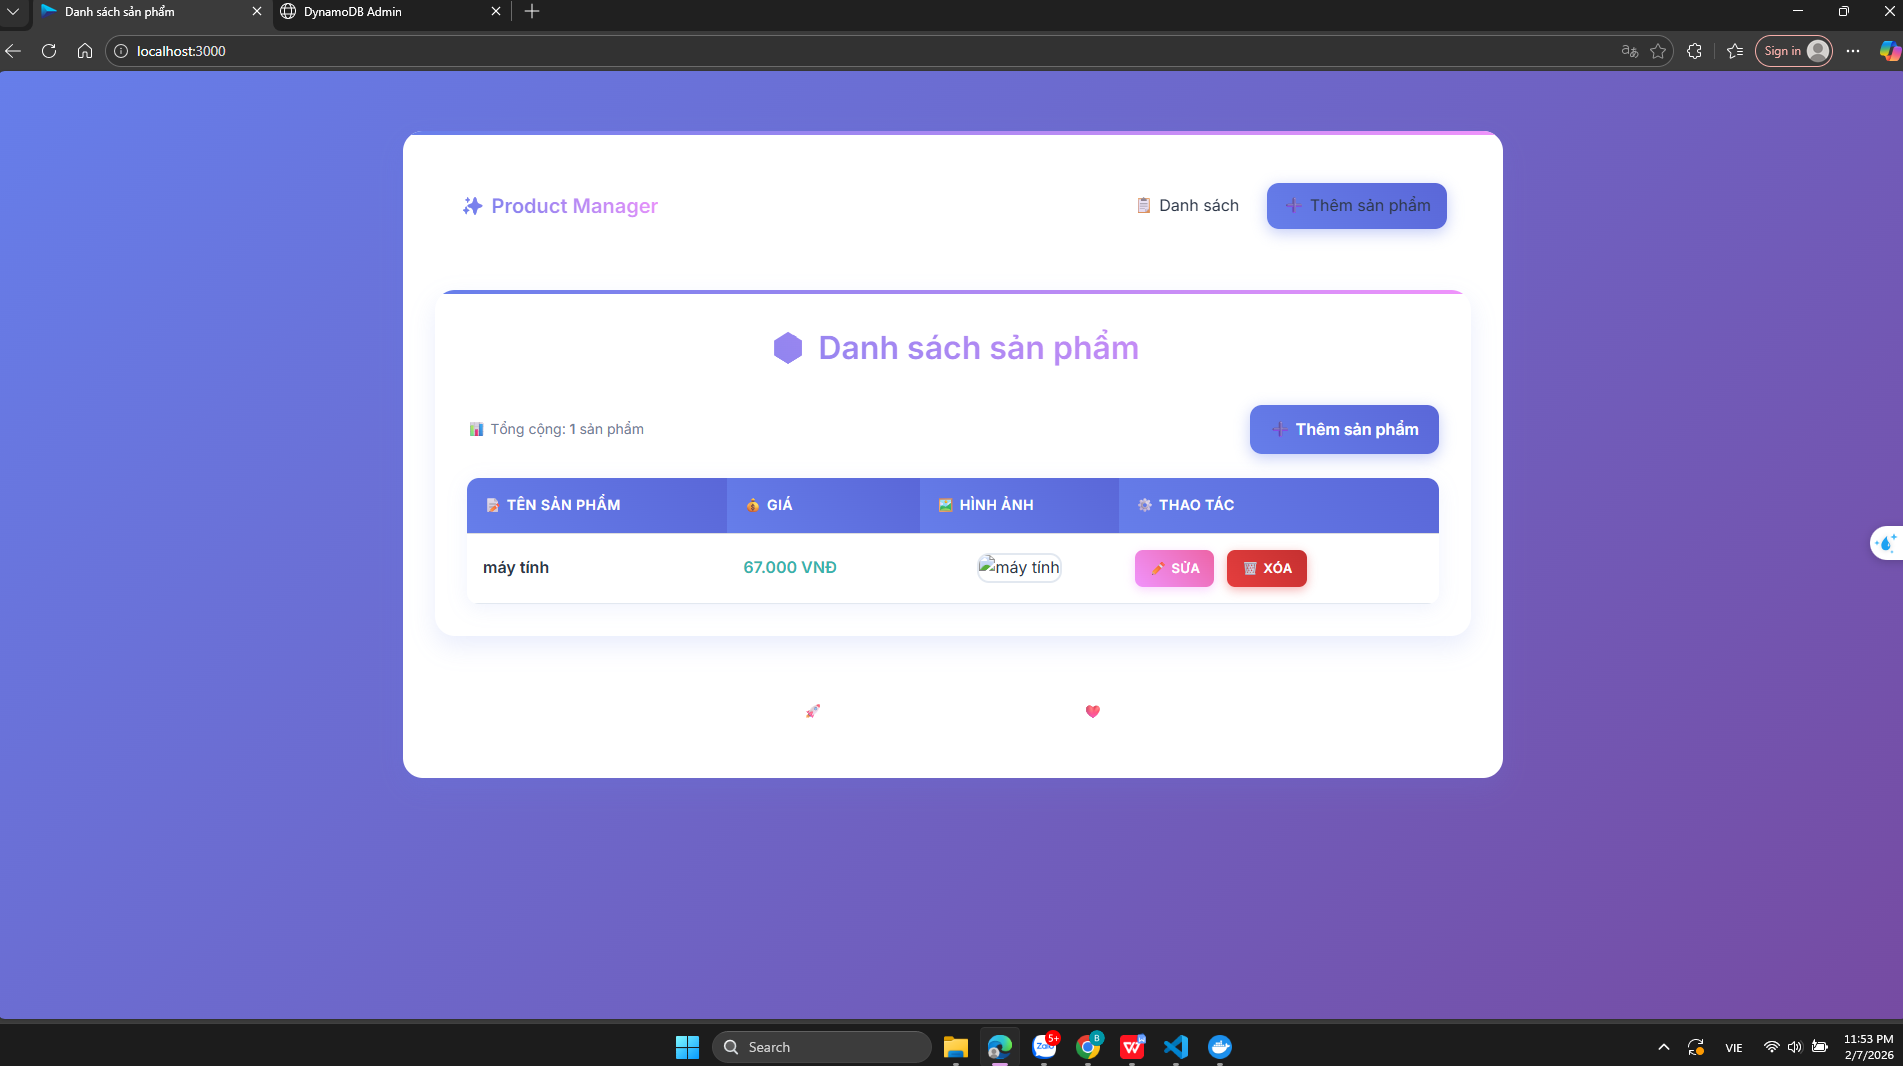 Danh sách sản phẩm
DynamoDB Admin
localhost:3000
Sign in
Product Manager
Danh sách
Thêm sản phẩm
Danh sách sản phẩm
Tổng cộng: 1 sản phẩm
Thêm sản phẩm
TÊN SẢN PHẨM
GIÁ
HÌNH ẢNH
THAO TÁC
máy tính
67.000 VNĐ
máy tính
SỬA
XÓA
Search
Zalo
5+
B
VIE
11:53 PM
2/7/2026